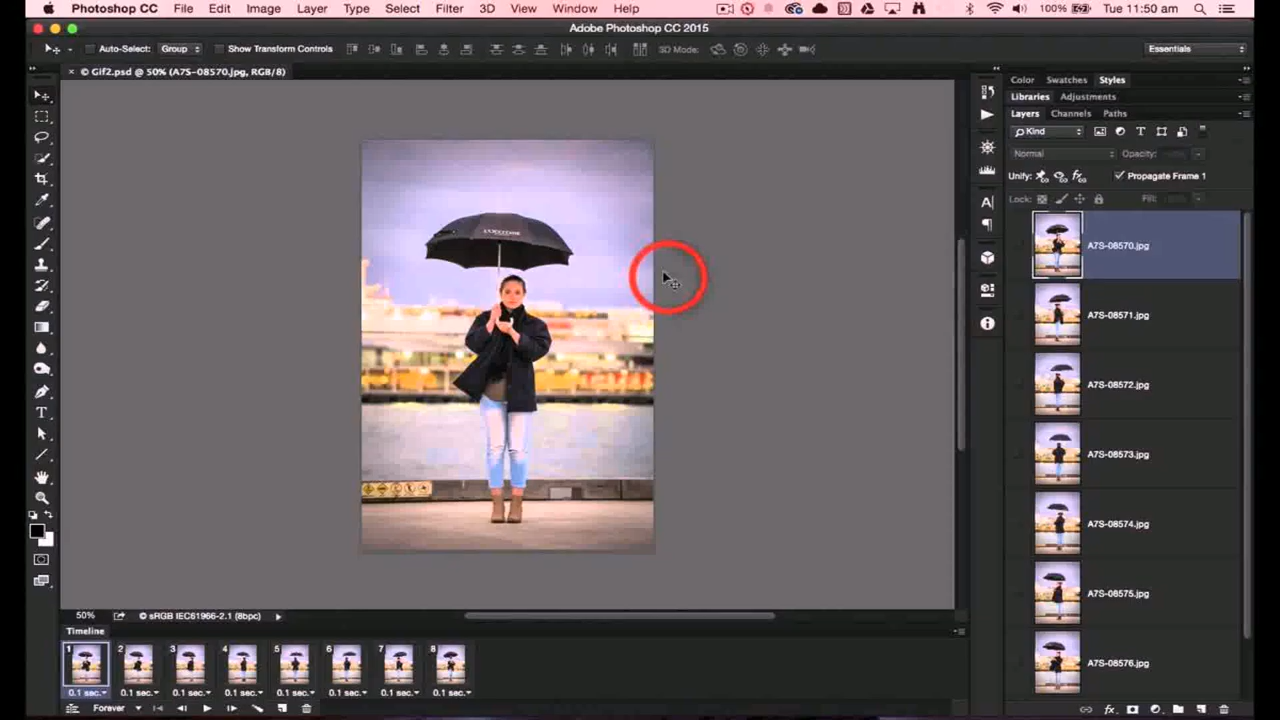 Photoshop CC File Edit Image Layer Type Select Filter 3D View Window Help 100% Tue 11:50 am
Adobe Photoshop CC 2015
Auto-Select: Group Show Transform Controls 3D Mode: Essentials
× © Gif2.psd @ 50% (A7S-08570.jpg, RGB/8)
Color Swatches Styles
Libraries Adjustments
Layers Channels Paths
Kind
Normal Opacity:
Unify: Propagate Frame 1
Lock: Fill:
A7S-08570.jpg
A7S-08571.jpg
A7S-08572.jpg
A7S-08573.jpg
A7S-08574.jpg
A7S-08575.jpg
A7S-08576.jpg
50% © sRGB IEC61966-2.1 (8bpc)
Timeline
1 2 3 4 5 6 7 8
0.1 sec. 0.1 sec. 0.1 sec. 0.1 sec. 0.1 sec. 0.1 sec. 0.1 sec. 0.1 sec.
Forever